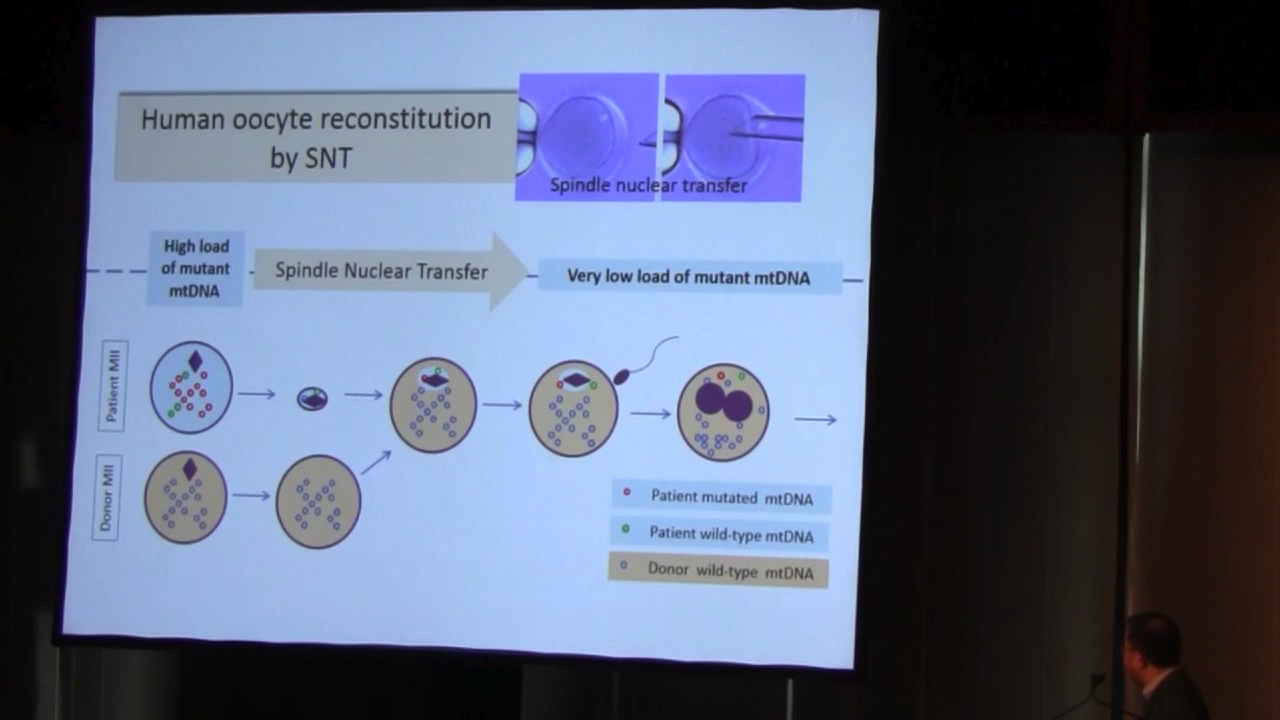 Human oocyte reconstitution
by SNT
Spindle nuclear transfer
High load
of mutant
mtDNA
Spindle Nuclear Transfer
Very low load of mutant mtDNA
Patient MII
Donor MII
Patient mutated mtDNA
Patient wild-type mtDNA
Donor wild-type mtDNA